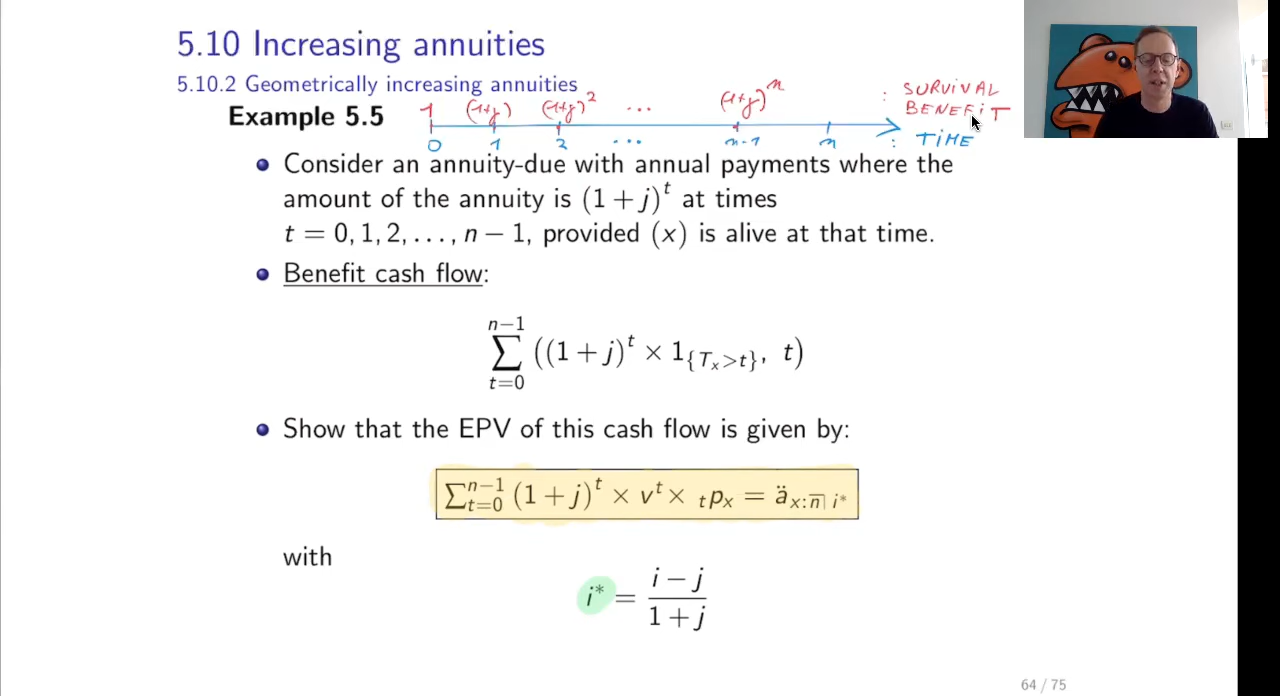 5.10 Increasing annuities
5.10.2 Geometrically increasing annuities
Example 5.5
1 (1+j) (1+j)² ... (1+j)ⁿ : SURVIVAL BENEFIT
0 1 2 ... n-1 n : TIME
Consider an annuity-due with annual payments where the
amount of the annuity is (1 + j)ᵗ at times
t = 0, 1, 2, . . . , n − 1, provided (x) is alive at that time.
Benefit cash flow:
∑_{t=0}^{n−1} ((1 + j)ᵗ × 1_{{Tₓ>t}}, t)
Show that the EPV of this cash flow is given by:
∑_{t=0}^{n−1} (1 + j)ᵗ × vᵗ × ₜpₓ = ä_{x:n̅| i*}
with
i* = (i − j)/(1 + j)
64 / 75